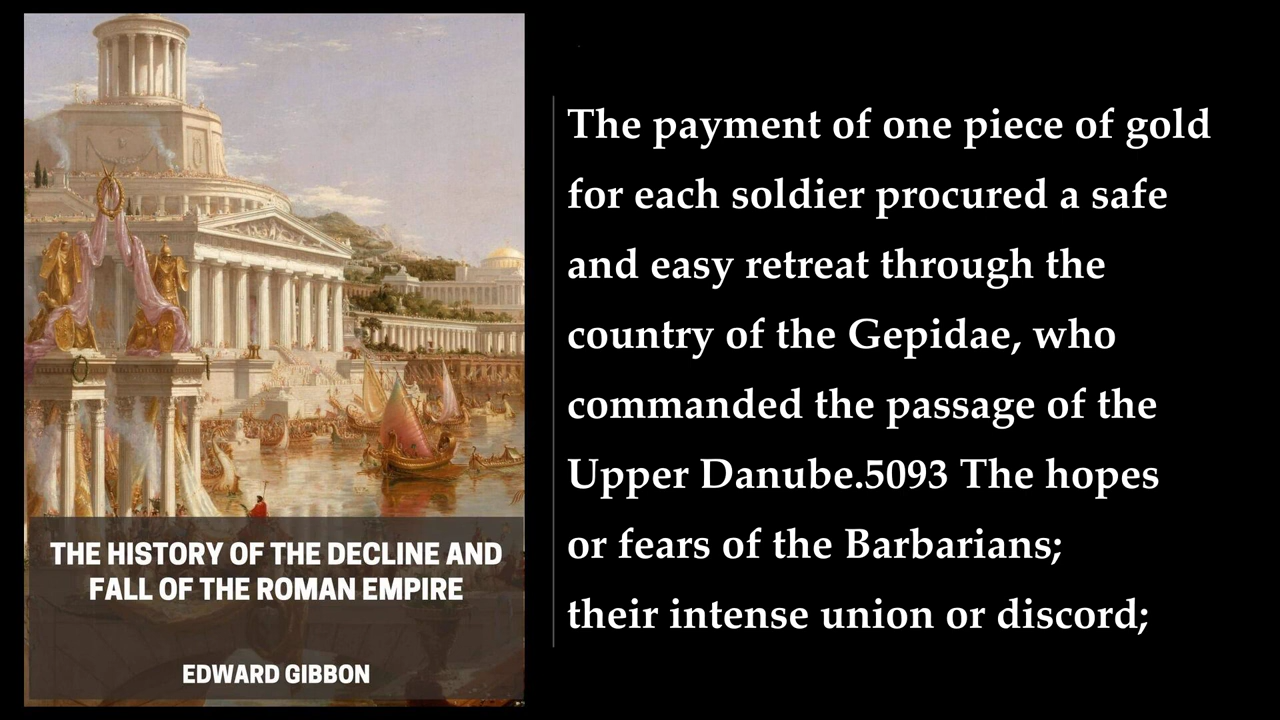 THE HISTORY OF THE DECLINE AND
FALL OF THE ROMAN EMPIRE
EDWARD GIBBON
The payment of one piece of gold
for each soldier procured a safe
and easy retreat through the
country of the Gepidae, who
commanded the passage of the
Upper Danube.5093 The hopes
or fears of the Barbarians;
their intense union or discord;